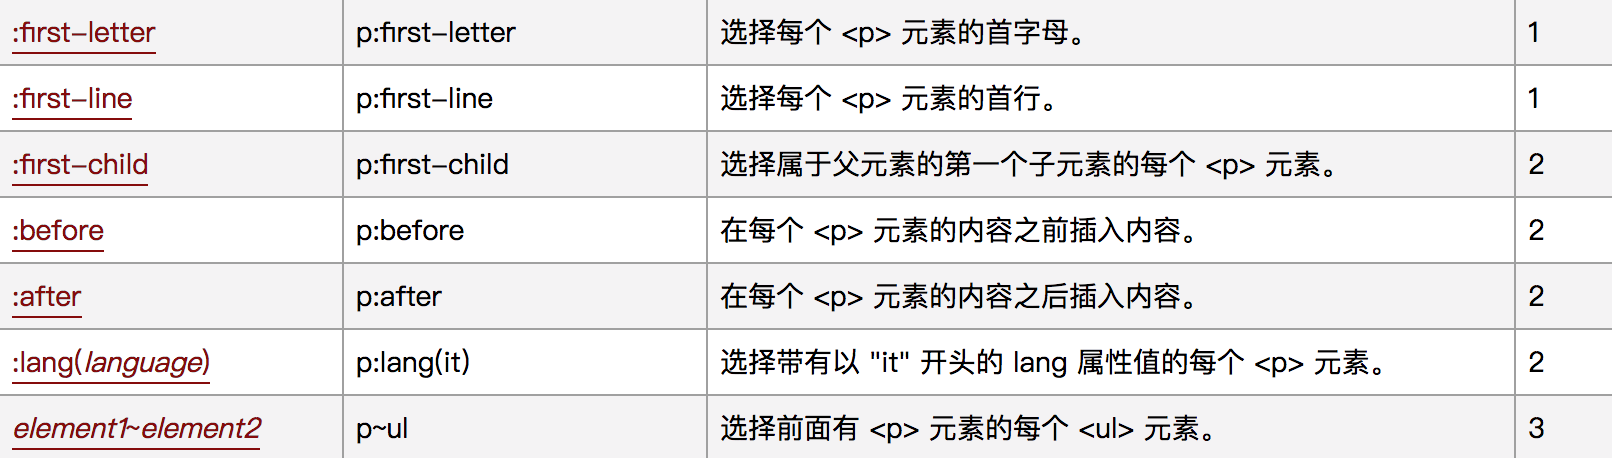 :first-letter p:first-letter 选择每个 <p> 元素的首字母。 1
:first-line p:first-line 选择每个 <p> 元素的首行。 1
:first-child p:first-child 选择属于父元素的第一个子元素的每个 <p> 元素。 2
:before p:before 在每个 <p> 元素的内容之前插入内容。 2
:after p:after 在每个 <p> 元素的内容之后插入内容。 2
:lang(language) p:lang(it) 选择带有以 "it" 开头的 lang 属性值的每个 <p> 元素。 2
element1~element2 p~ul 选择前面有 <p> 元素的每个 <ul> 元素。 3